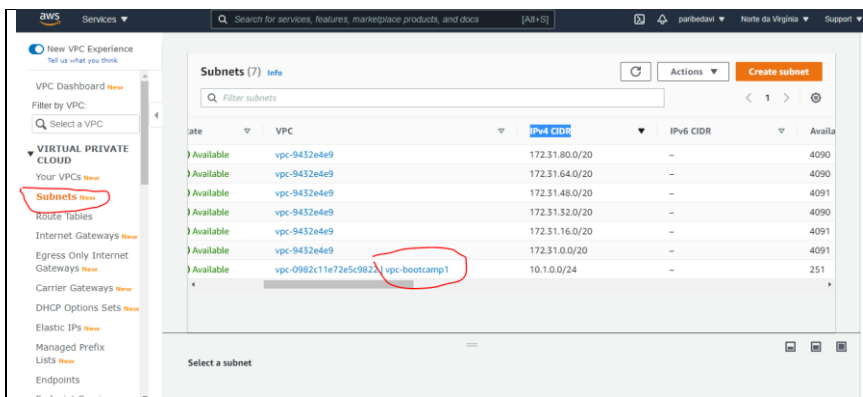 aws Services ▼ Search for services, features, marketplace products, and docs [Alt+S] paribedavi ▼ Norte da Virgínia ▼ Support ▼
New VPC Experience
Tell us what you think
VPC Dashboard New
Filter by VPC:
Select a VPC
VIRTUAL PRIVATE
CLOUD
Your VPCs New
Subnets New
Route Tables
Internet Gateways New
Egress Only Internet
Gateways New
Carrier Gateways New
DHCP Options Sets New
Elastic IPs New
Managed Prefix
Lists New
Endpoints
Subnets (7) Info
Actions ▼
Create subnet
Filter subnets
< 1 >
ate VPC IPv4 CIDR IPv6 CIDR Availa
Available vpc-9432e4e9 172.31.80.0/20 – 4090
Available vpc-9432e4e9 172.31.64.0/20 – 4090
Available vpc-9432e4e9 172.31.48.0/20 – 4091
Available vpc-9432e4e9 172.31.32.0/20 – 4090
Available vpc-9432e4e9 172.31.16.0/20 – 4091
Available vpc-9432e4e9 172.31.0.0/20 – 4091
Available vpc-0982c11e72e5c9822 | vpc-bootcamp1 10.1.0.0/24 – 251
Select a subnet